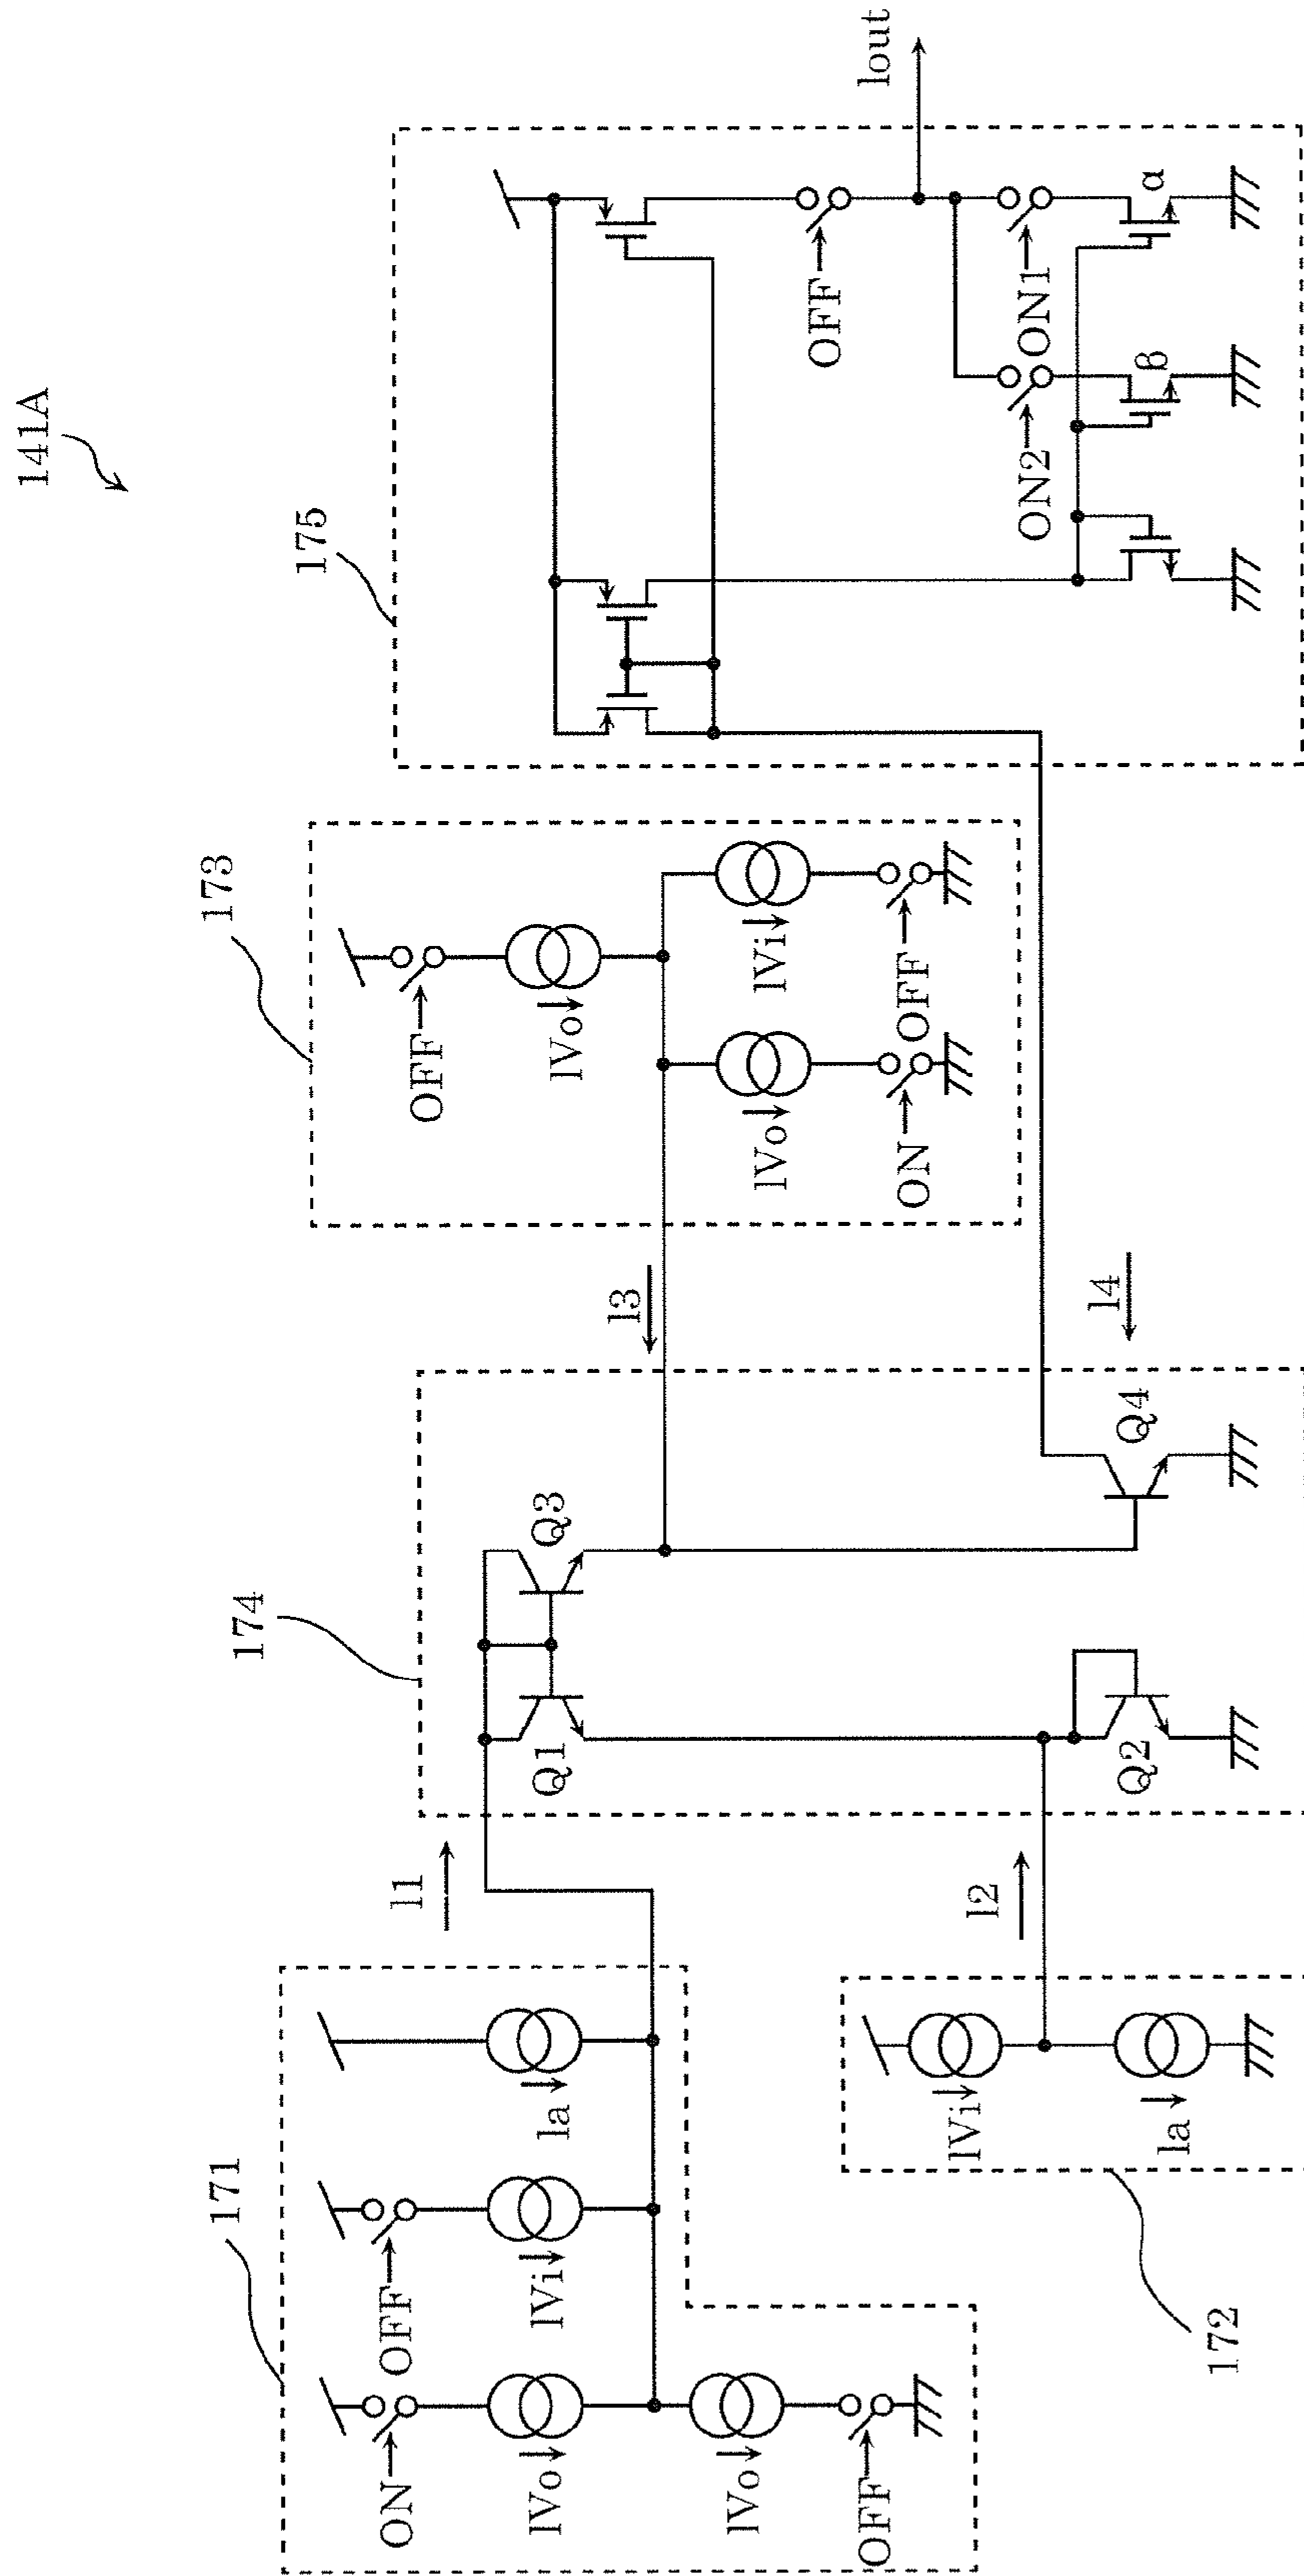 141A
171
ON
OFF
IVo
IVi
Ia
IVo
OFF
I1
172
IVi
Ia
I2
174
Q1
Q3
Q2
Q4
I3
I4
173
OFF
IVo
IVo
IVi
ON
OFF
175
OFF
Iout
ON2
ON1
β
α